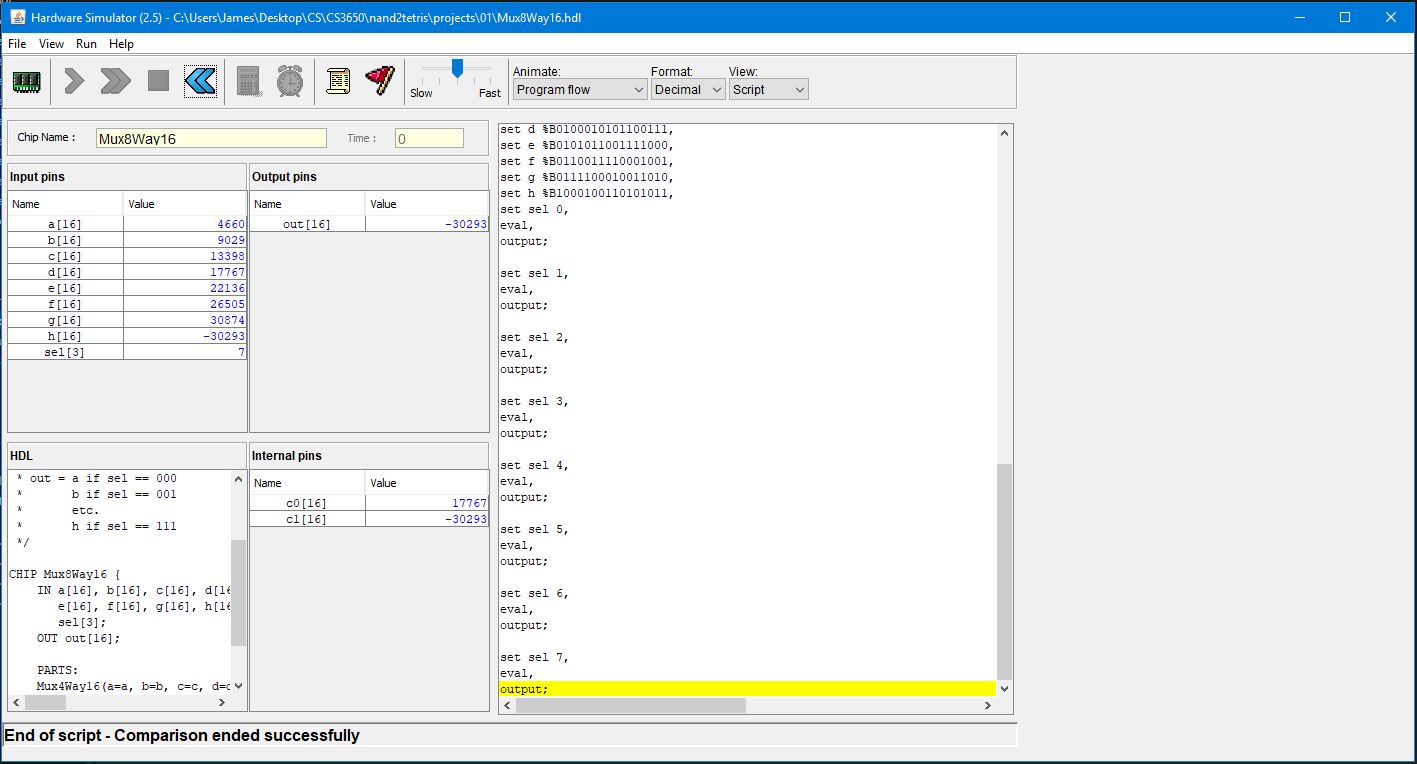 Hardware Simulator (2.5) - C:\Users\James\Desktop\CS\CS3650\nand2tetris\projects\01\Mux8Way16.hdl
File View Run Help
Slow Fast
Animate: Format: View:
Program flow Decimal Script
Chip Name : Mux8Way16 Time : 0
Input pins
Name Value
a[16] 4660
b[16] 9029
c[16] 13398
d[16] 17767
e[16] 22136
f[16] 26505
g[16] 30874
h[16] -30293
sel[3] 7
Output pins
Name Value
out[16] -30293
HDL
* out = a if sel == 000
* b if sel == 001
* etc.
* h if sel == 111
*/
CHIP Mux8Way16 {
IN a[16], b[16], c[16], d[16
e[16], f[16], g[16], h[16
sel[3];
OUT out[16];
PARTS:
Mux4Way16(a=a, b=b, c=c, d=d
Internal pins
Name Value
c0[16] 17767
c1[16] -30293
set d %B0100010101100111,
set e %B0101011001111000,
set f %B0110011110001001,
set g %B0111100010011010,
set h %B1000100110101011,
set sel 0,
eval,
output;
set sel 1,
eval,
output;
set sel 2,
eval,
output;
set sel 3,
eval,
output;
set sel 4,
eval,
output;
set sel 5,
eval,
output;
set sel 6,
eval,
output;
set sel 7,
eval,
output;
End of script - Comparison ended successfully